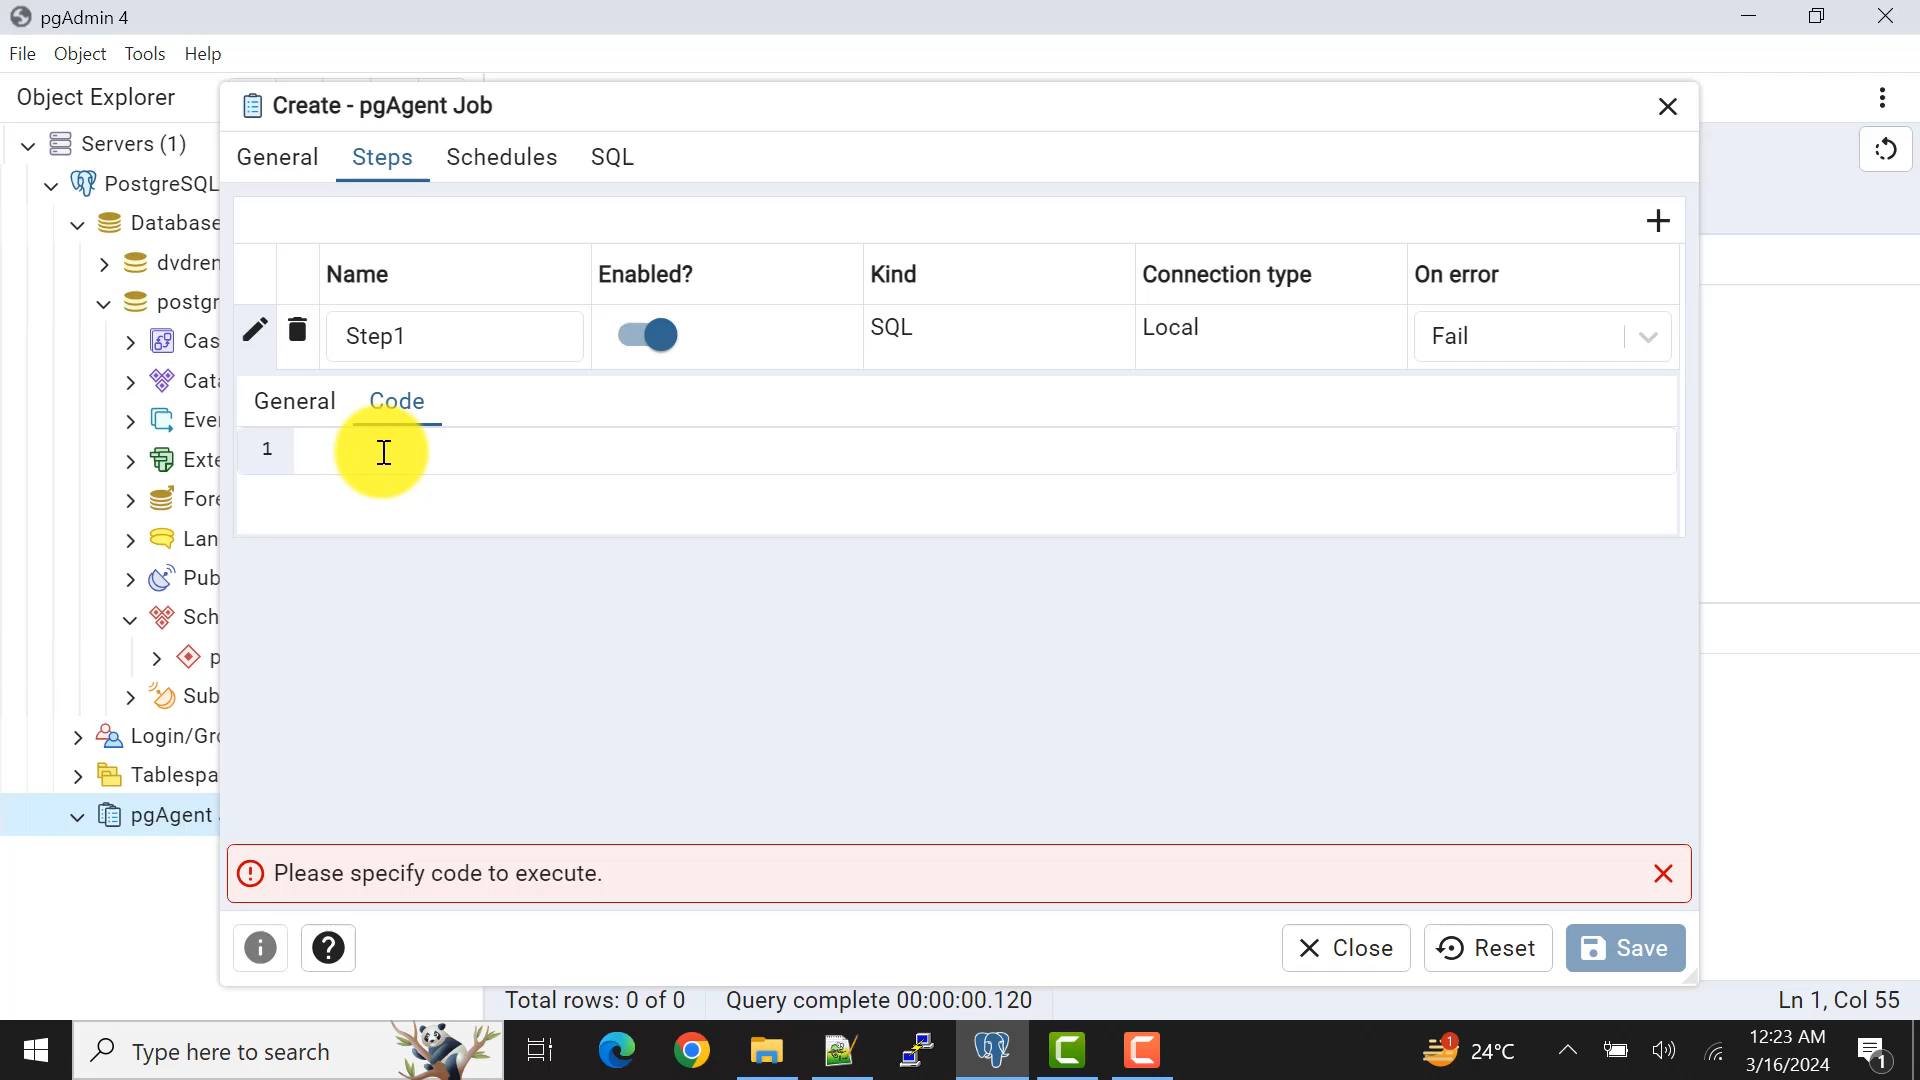 pgAdmin 4
File Object Tools Help
Object Explorer
Create - pgAgent Job
Servers (1)
General Steps Schedules SQL
PostgreSQL
Database
dvdren
postgr
Cas
Cata
Eve
Exte
Fore
Lan
Pub
Sch
p
Sub
Login/Gro
Tablespa
pgAgent
Name Enabled? Kind Connection type On error
Step1 SQL Local Fail
General Code
1
Please specify code to execute.
Close Reset Save
Total rows: 0 of 0 Query complete 00:00:00.120 Ln 1, Col 55
Type here to search
1 24°C
12:23 AM
3/16/2024
1